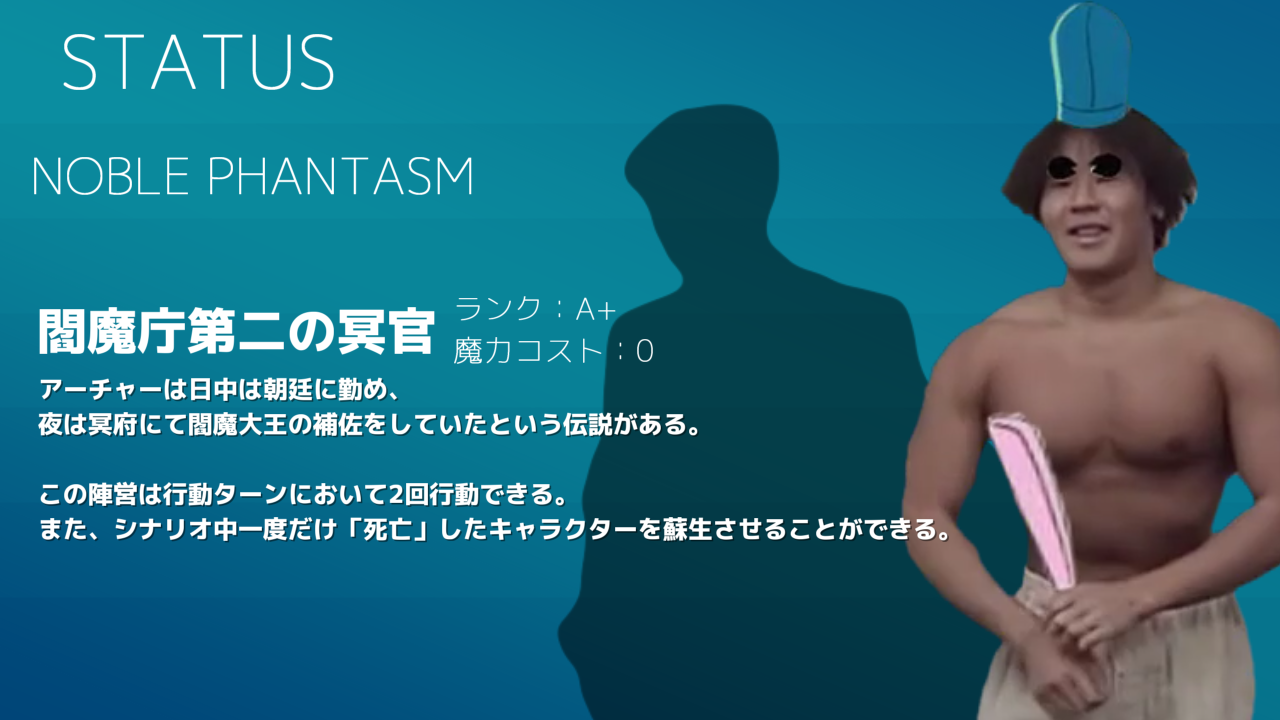 STATUS
NOBLE PHANTASM
閻魔庁第二の冥官
ランク：A+
魔力コスト：0
アーチャーは日中は朝廷に勤め、
夜は冥府にて閻魔大王の補佐をしていたという伝説がある。
この陣営は行動ターンにおいて2回行動できる。
また、シナリオ中一度だけ「死亡」したキャラクターを蘇生させることができる。